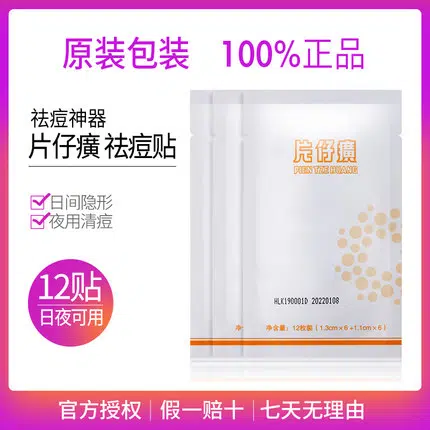 原装包装 100%正品
祛痘神器
片仔癀 祛痘贴
日间隐形
夜用清痘
12贴
日夜可用
片仔癀
PIEN TZE HUANG
HLK190001D 20220108
净含量：12枚装（1.3cm×6+1.1cm×6）
官方授权 假一赔十 七天无理由